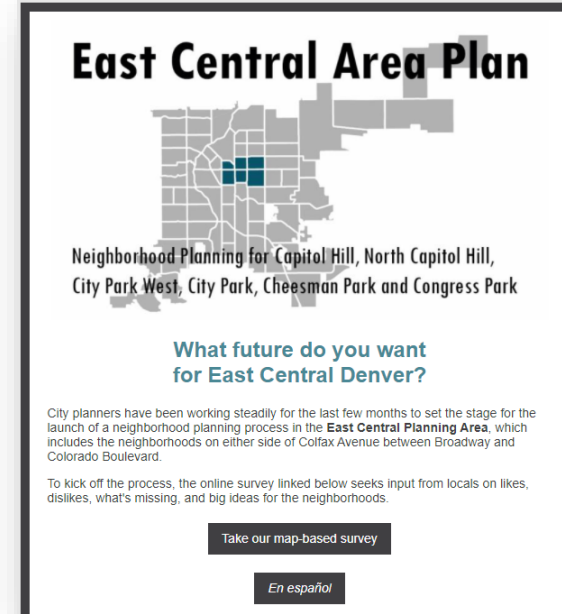 East Central Area Plan
Neighborhood Planning for Capitol Hill, North Capitol Hill,
City Park West, City Park, Cheesman Park and Congress Park
What future do you want
for East Central Denver?
City planners have been working steadily for the last few months to set the stage for the
launch of a neighborhood planning process in the East Central Planning Area, which
includes the neighborhoods on either side of Colfax Avenue between Broadway and
Colorado Boulevard.
To kick off the process, the online survey linked below seeks input from locals on likes,
dislikes, what's missing, and big ideas for the neighborhoods.
Take our map-based survey
En español